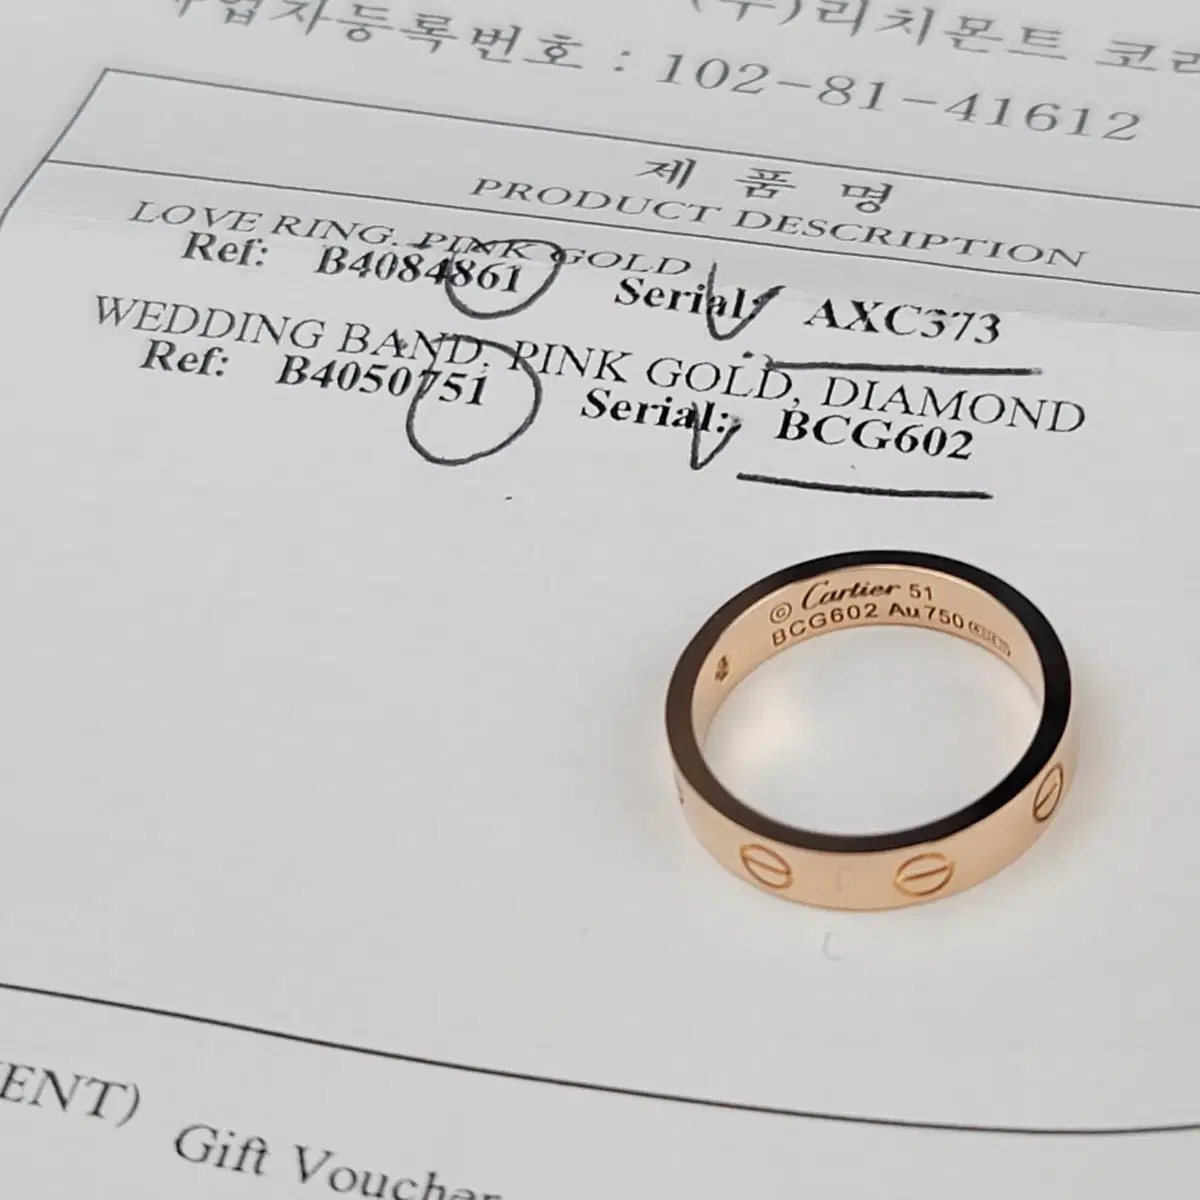 (주)리치몬트 코리
사업자등록번호 : 102-81-41612
제 품 명
PRODUCT DESCRIPTION
LOVE RING, PINK GOLD
Ref: B4084861 Serial: AXC373
WEDDING BAND, PINK GOLD, DIAMOND
Ref: B4050751 Serial: BCG602
© Cartier 51
BCG602 Au750
ENT)
Gift Voucher